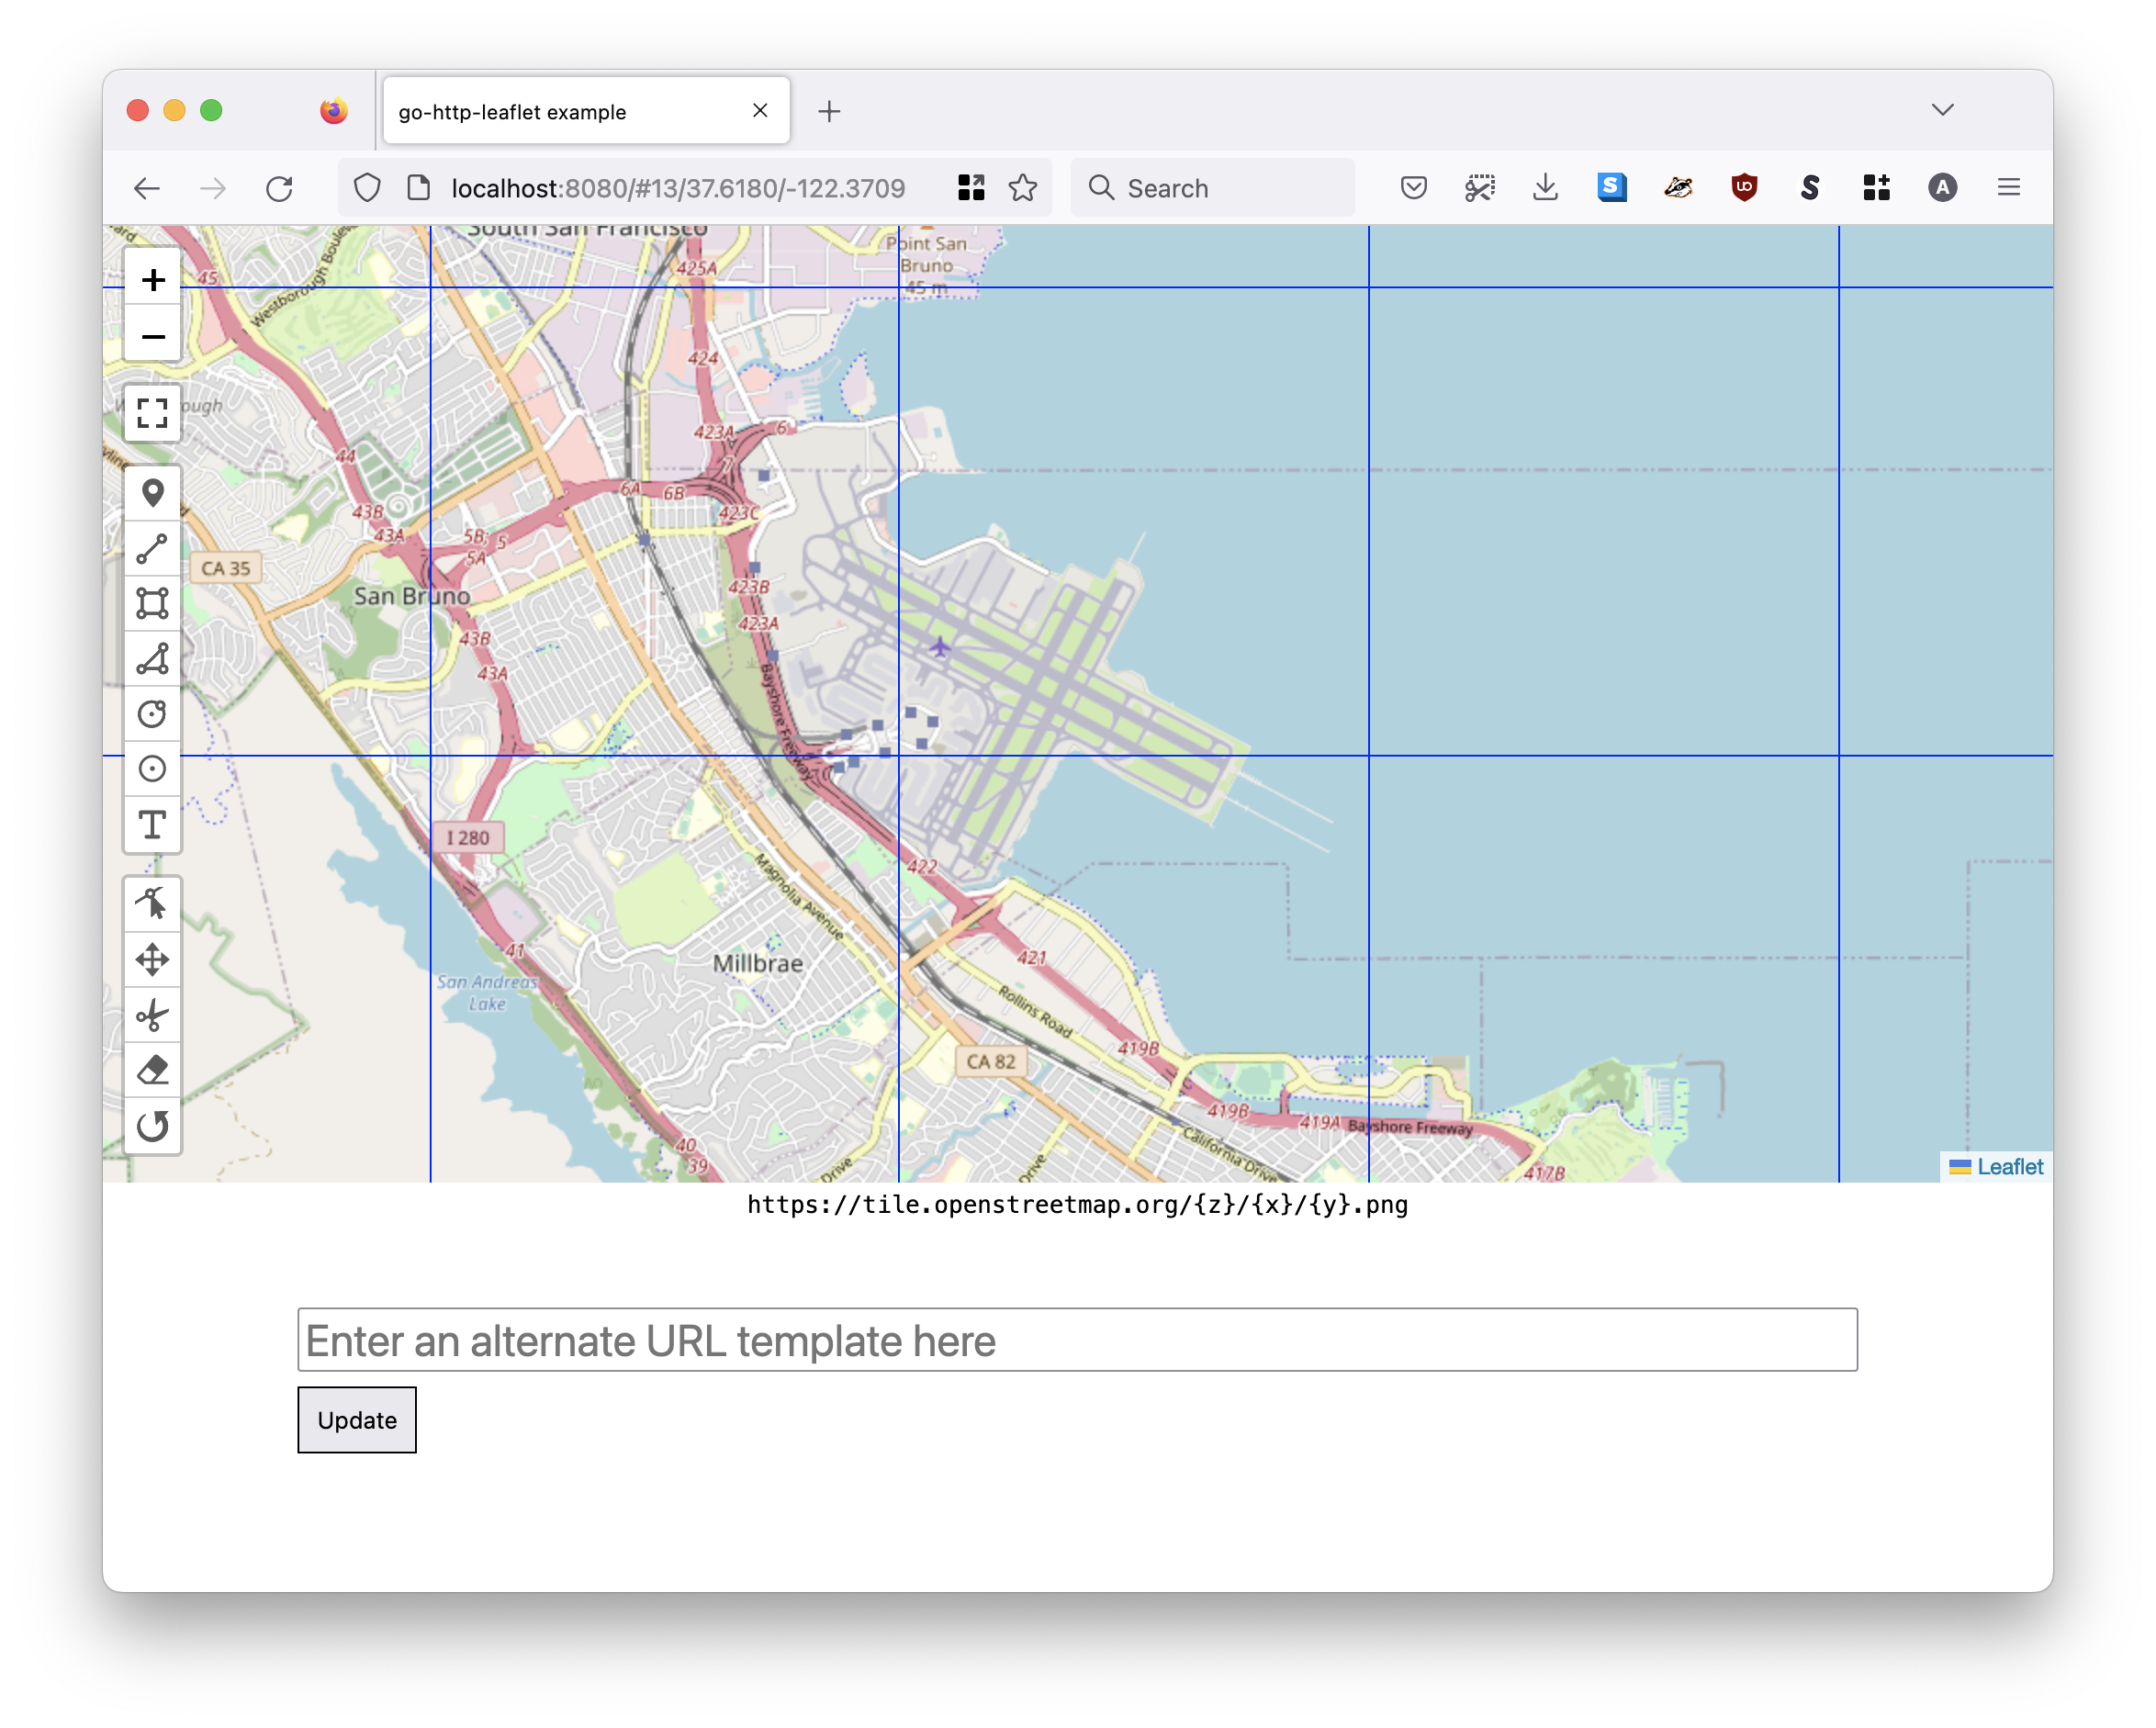 go-http-leaflet example
localhost:8080/#13/37.6180/-122.3709
Search
S
UO
S
A
South San Francisco
Point San
Bruno
45 m
425A
45
Westborough
424
423A
6
7
44
6A
6B
423C
43B
43A
5B; 5
5A
CA 35
San Bruno
423B
423A
43B
43A
Bayshore Freeway
T
I 280
422
Magnolia Avenue
41
Millbrae
421
San Andreas
Lake
Rollins Road
CA 82
419B
419B
419A
Bayshore Freeway
California Drive
40
39
Drive
Drive
417B
Leaflet
https://tile.openstreetmap.org/{z}/{x}/{y}.png
Enter an alternate URL template here
Update